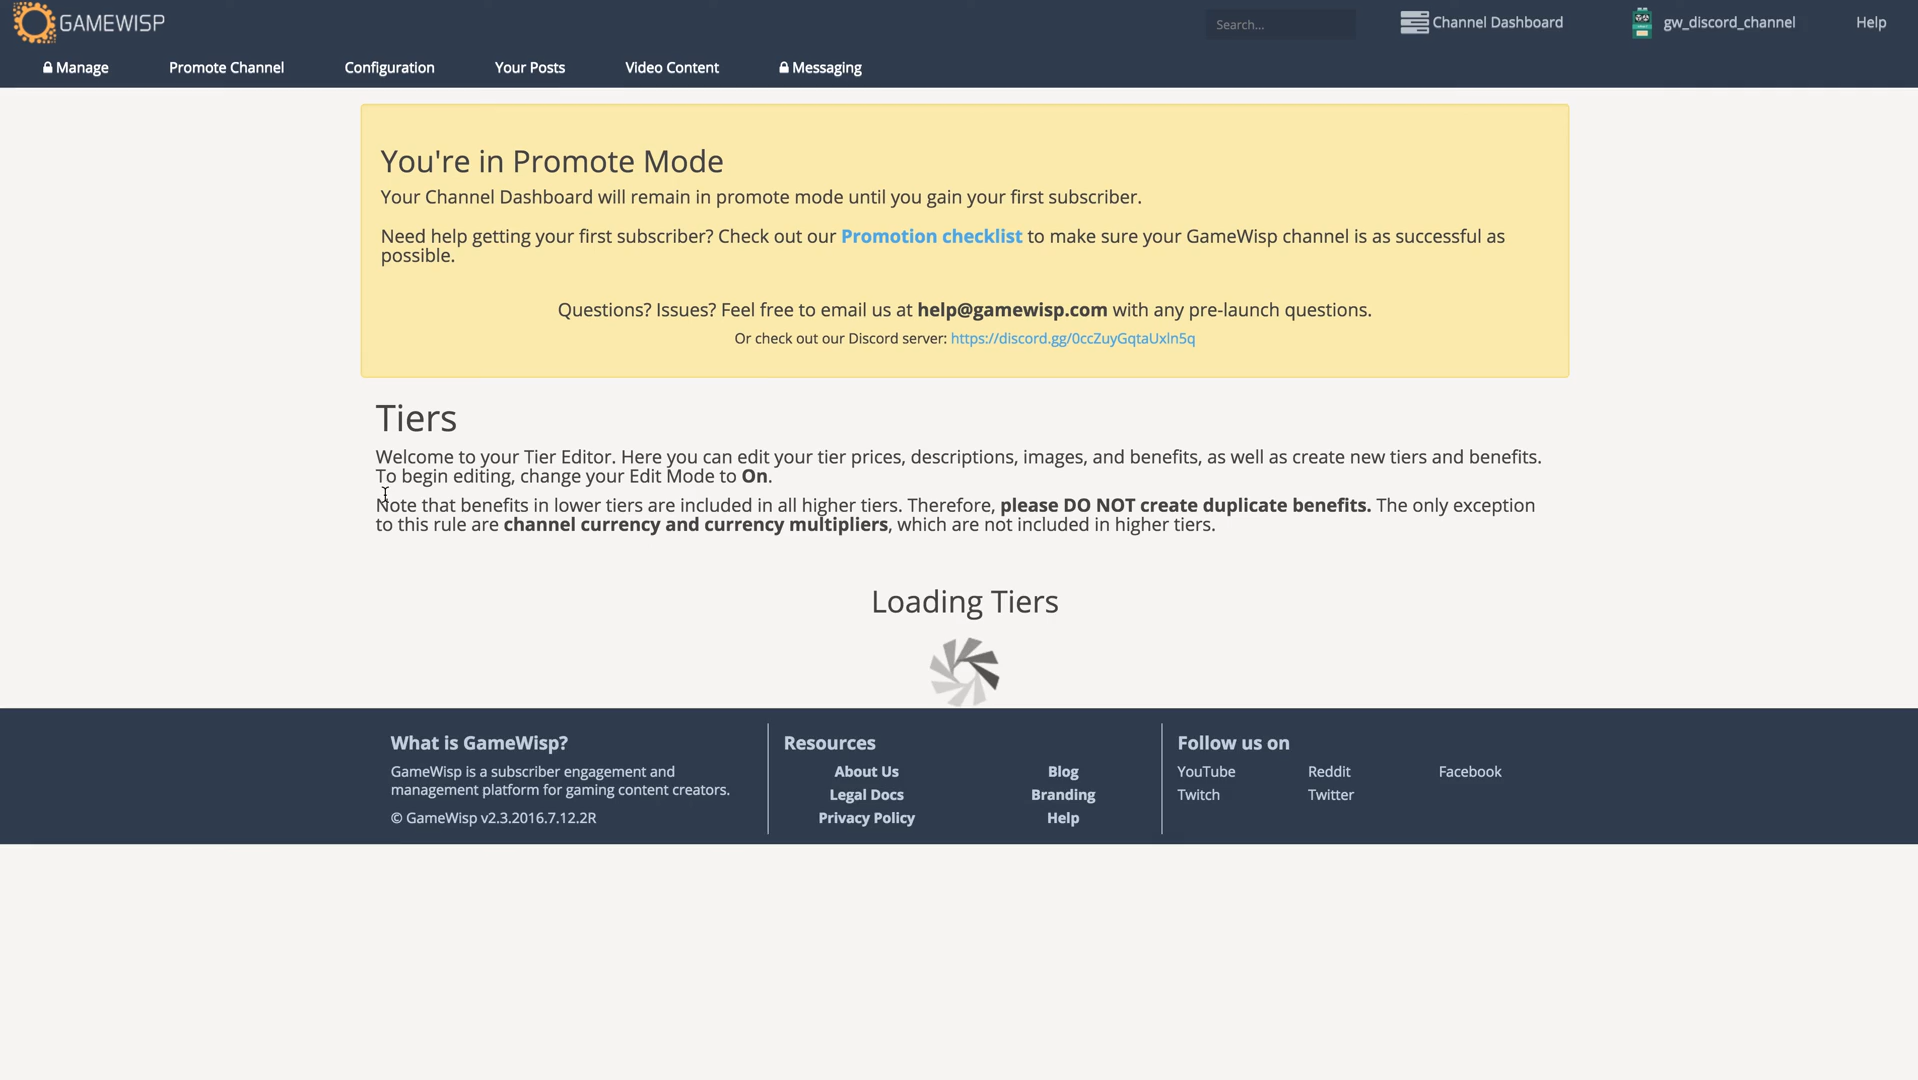 GAMEWISP
Search...
Channel Dashboard
gw_discord_channel
Help
Manage
Promote Channel
Configuration
Your Posts
Video Content
Messaging
You're in Promote Mode
Your Channel Dashboard will remain in promote mode until you gain your first subscriber.
Need help getting your first subscriber? Check out our Promotion checklist to make sure your GameWisp channel is as successful as
possible.
Questions? Issues? Feel free to email us at help@gamewisp.com with any pre-launch questions.
Or check out our Discord server: https://discord.gg/0ccZuyGqtaUxln5q
Tiers
Welcome to your Tier Editor. Here you can edit your tier prices, descriptions, images, and benefits, as well as create new tiers and benefits.
To begin editing, change your Edit Mode to On.
Note that benefits in lower tiers are included in all higher tiers. Therefore, please DO NOT create duplicate benefits. The only exception
to this rule are channel currency and currency multipliers, which are not included in higher tiers.
Loading Tiers
What is GameWisp?
GameWisp is a subscriber engagement and
management platform for gaming content creators.
© GameWisp v2.3.2016.7.12.2R
Resources
About Us
Blog
Legal Docs
Branding
Privacy Policy
Help
Follow us on
YouTube
Reddit
Facebook
Twitch
Twitter